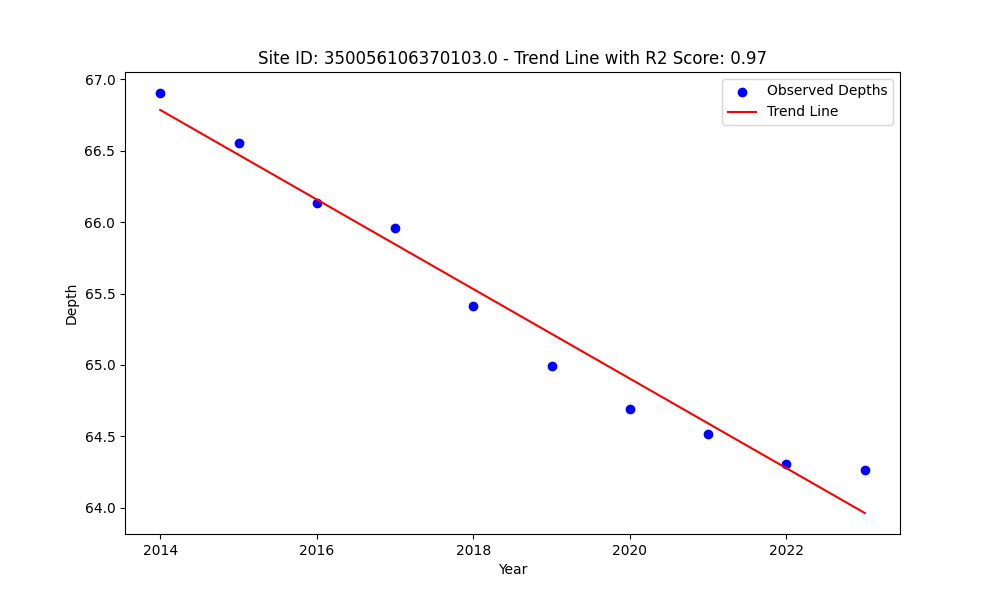 Site ID: 350056106370103.0 - Trend Line with R2 Score: 0.97
Observed Depths
Trend Line
67.0
66.5
66.0
65.5
65.0
64.5
64.0
Depth
2014 2016 2018 2020 2022
Year